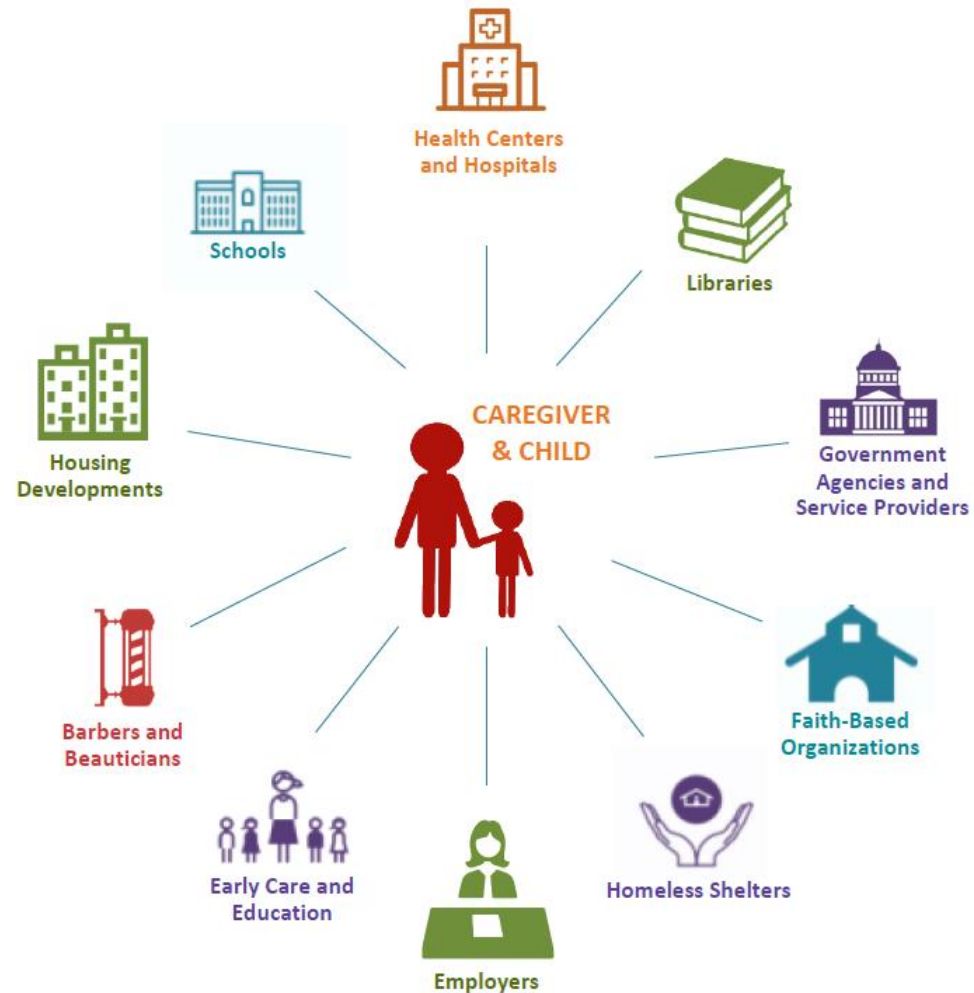 Health Centers
and Hospitals
Schools
Libraries
CAREGIVER
& CHILD
Housing
Developments
Government
Agencies and
Service Providers
Barbers and
Beauticians
Faith-Based
Organizations
Early Care and
Education
Homeless Shelters
Employers